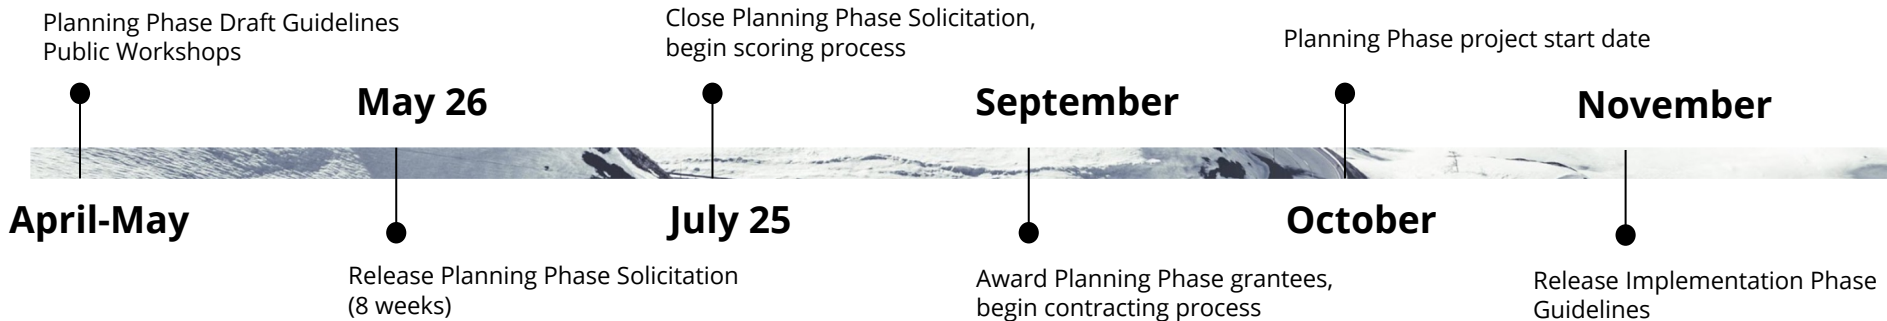 Planning Phase Draft Guidelines
Public Workshops
April-May
May 26
Release Planning Phase Solicitation
(8 weeks)
Close Planning Phase Solicitation,
begin scoring process
July 25
September
Award Planning Phase grantees,
begin contracting process
Planning Phase project start date
October
November
Release Implementation Phase
Guidelines